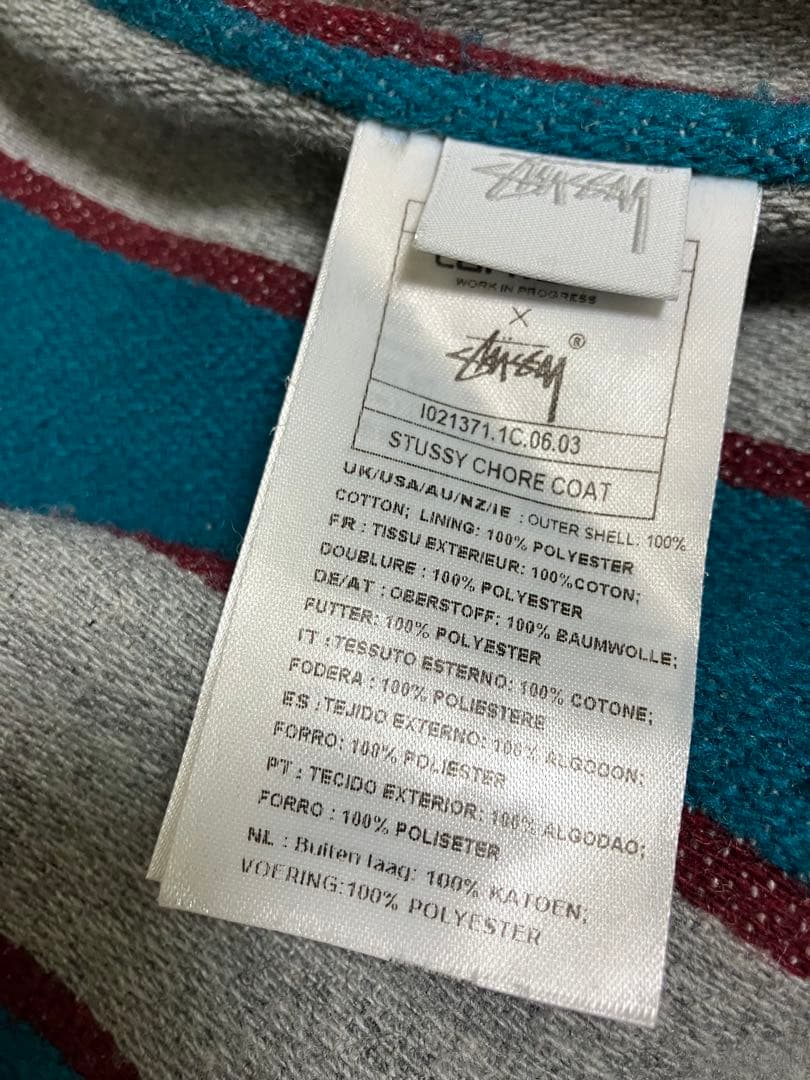 STÜSSY
WORK IN PROGRESS
×
STÜSSY®
I021371.1C.06.03
STUSSY CHORE COAT
UK/USA/AU/NZ/IE : OUTER SHELL: 100%
COTTON; LINING: 100% POLYESTER
FR : TISSU EXTERIEUR: 100%COTON;
DOUBLURE : 100% POLYESTER
DE/AT : OBERSTOFF: 100% BAUMWOLLE;
FUTTER: 100% POLYESTER
IT : TESSUTO ESTERNO: 100% COTONE;
FODERA : 100% POLIESTERE
ES : TEJIDO EXTERNO: 100% ALGODON;
FORRO: 100% POLIESTER
PT : TECIDO EXTERIOR: 100% ALGODAO;
FORRO : 100% POLISETER
NL : Buiten laag: 100% KATOEN;
VOERING:100% POLYESTER